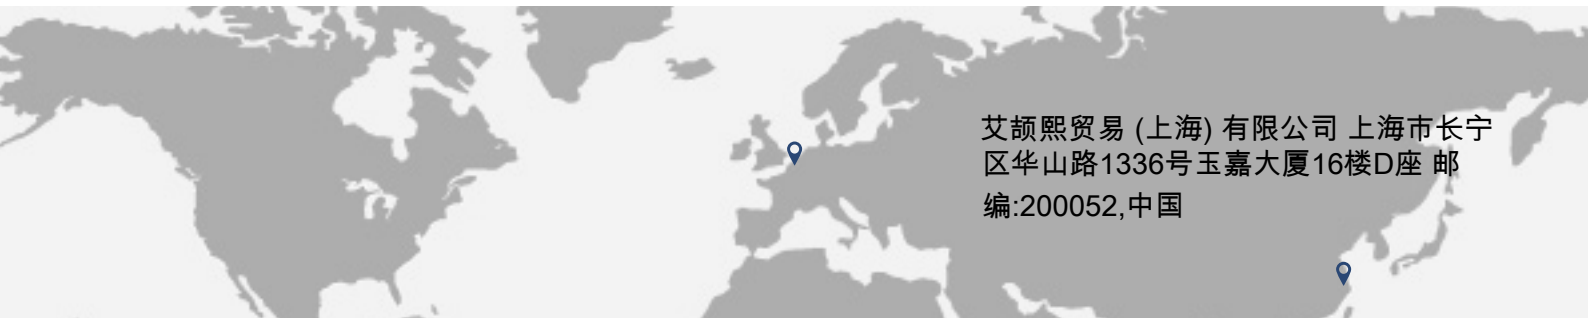 艾颉熙贸易 (上海) 有限公司 上海市长宁
区华山路1336号玉嘉大厦16楼D座 邮
编:200052,中国